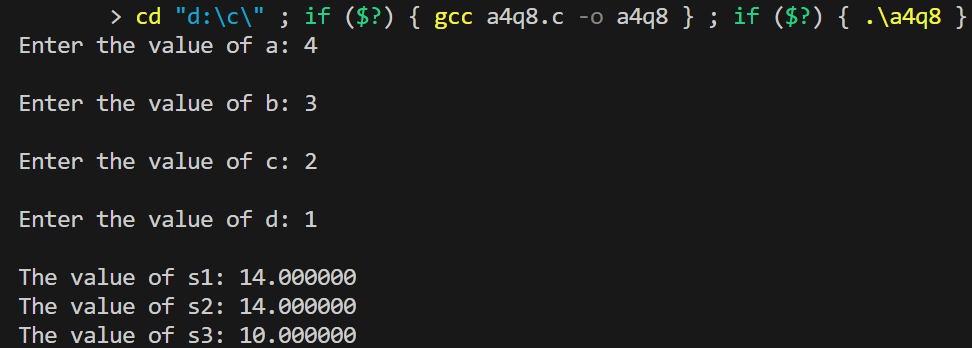 > cd "d:\c\" ; if ($?) { gcc a4q8.c -o a4q8 } ; if ($?) { .\a4q8 }
Enter the value of a: 4
Enter the value of b: 3
Enter the value of c: 2
Enter the value of d: 1
The value of s1: 14.000000
The value of s2: 14.000000
The value of s3: 10.000000